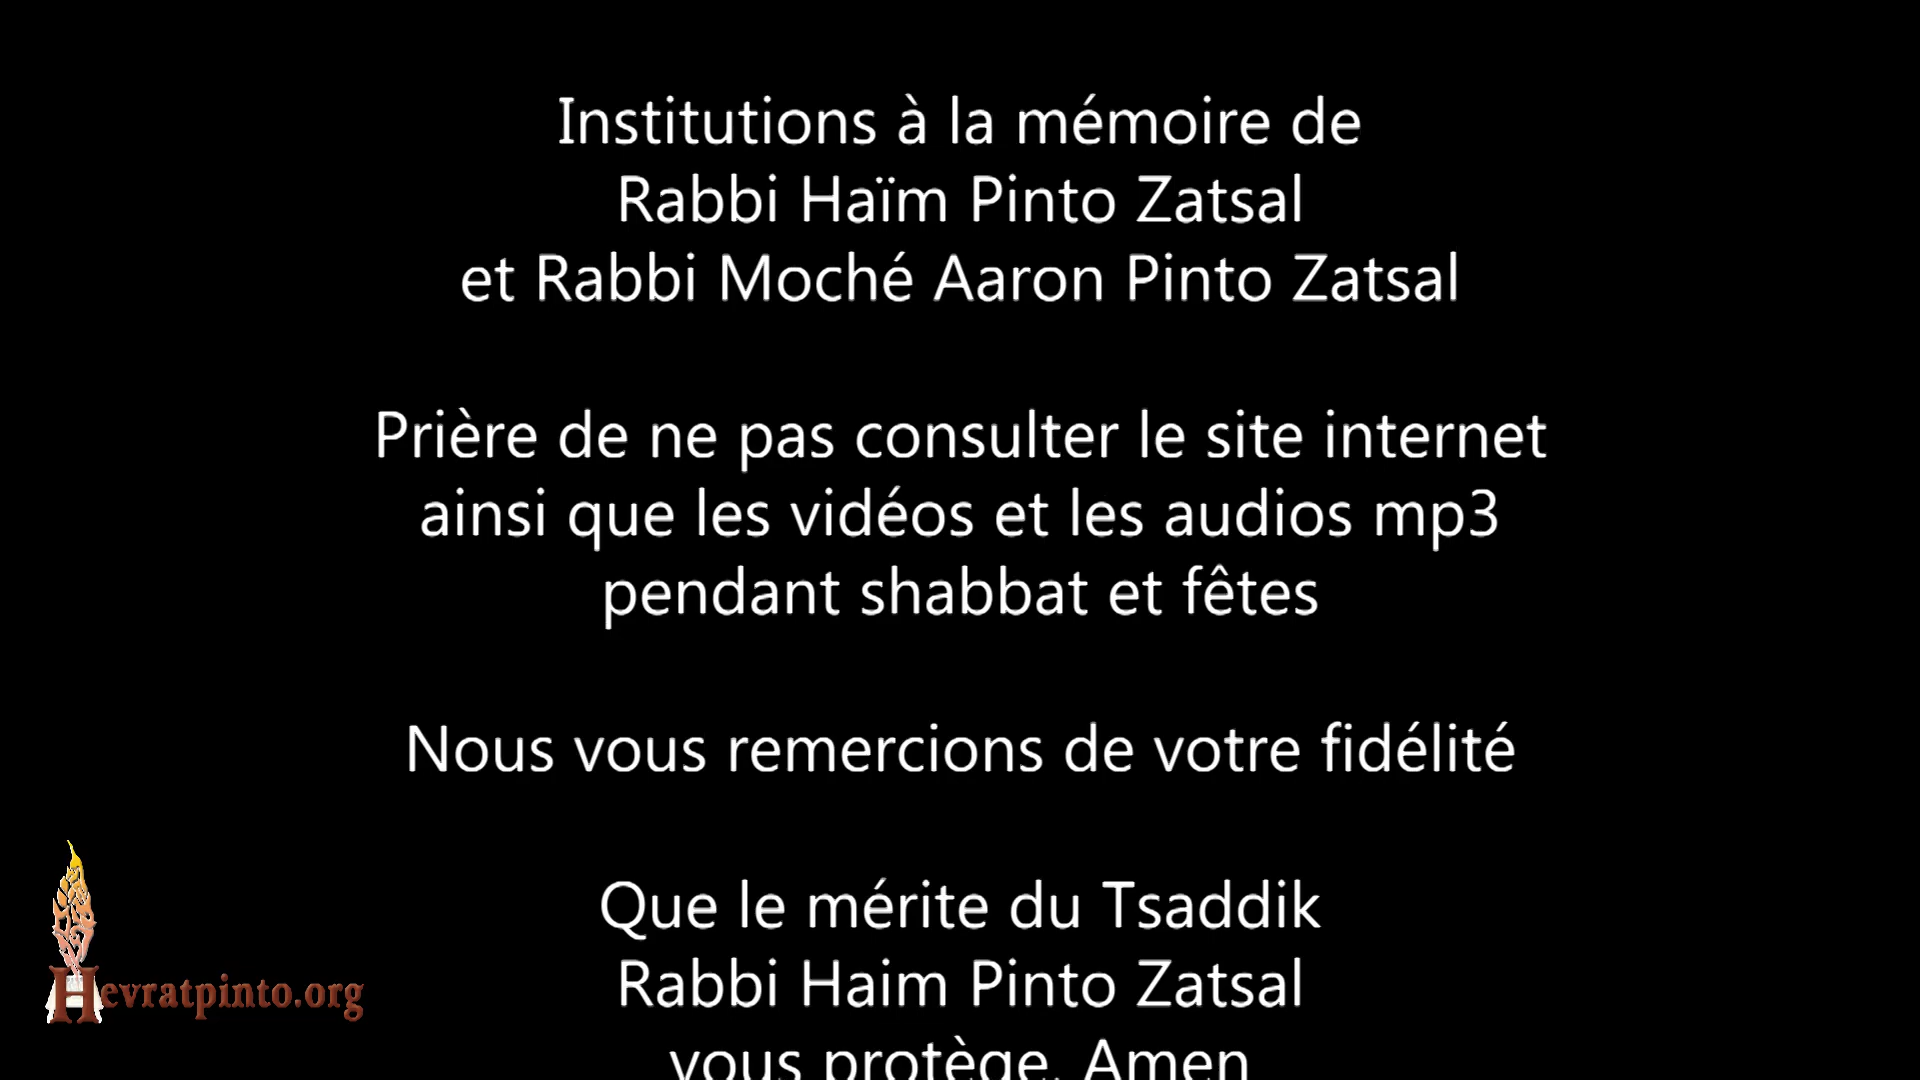 Institutions à la mémoire de
Rabbi Haïm Pinto Zatsal
et Rabbi Moché Aaron Pinto Zatsal
Prière de ne pas consulter le site internet
ainsi que les vidéos et les audios mp3
pendant shabbat et fêtes
Nous vous remercions de votre fidélité
Que le mérite du Tsaddik
Rabbi Haim Pinto Zatsal
vous protège. Amen
Hevratpinto.org